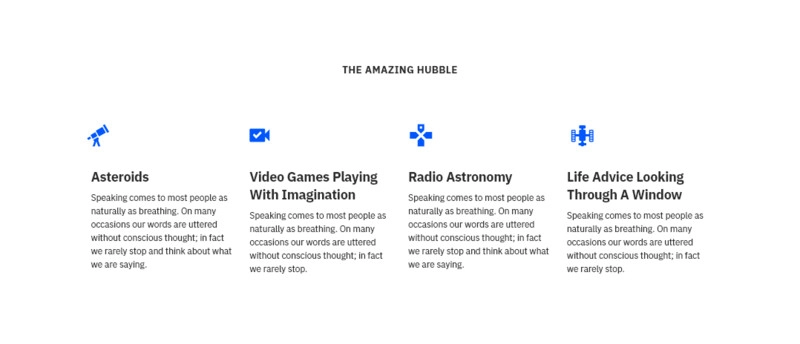 THE AMAZING HUBBLE
Asteroids
Speaking comes to most people as
naturally as breathing. On many
occasions our words are uttered
without conscious thought; in fact
we rarely stop and think about what
we are saying.
Video Games Playing
With Imagination
Speaking comes to most people as
naturally as breathing. On many
occasions our words are uttered
without conscious thought; in fact
we rarely stop.
Radio Astronomy
Speaking comes to most people as
naturally as breathing. On many
occasions our words are uttered
without conscious thought; in fact
we rarely stop and think about what
we are saying.
Life Advice Looking
Through A Window
Speaking comes to most people as
naturally as breathing. On many
occasions our words are uttered
without conscious thought; in fact
we rarely stop.